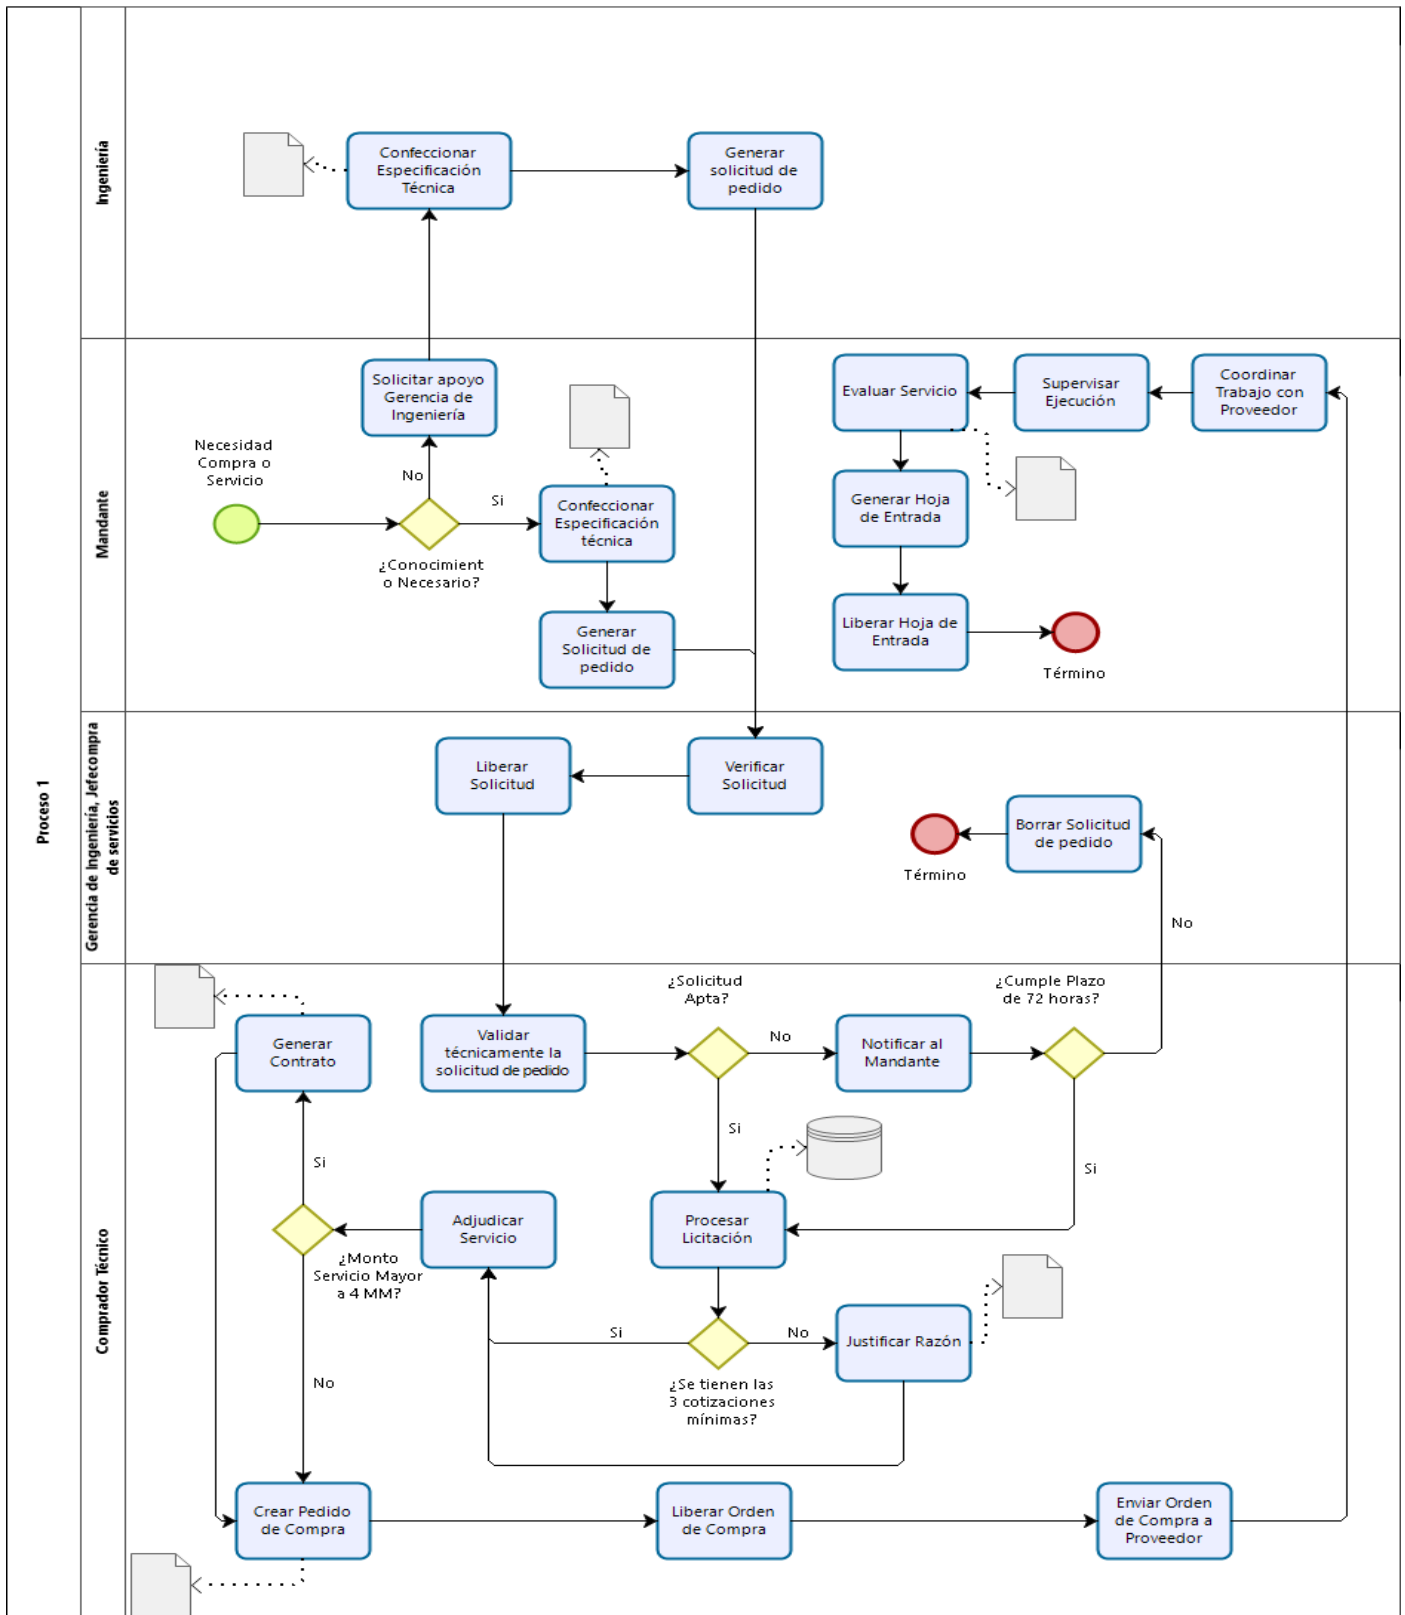 Proceso 1
Ingeniería
Confeccionar
Especificación
Técnica
Generar
solicitud de
pedido
Mandante
Solicitar apoyo
Gerencia de
Ingeniería
Necesidad
Compra o
Servicio
No
Si
¿Conocimient
o Necesario?
Confeccionar
Especificación
técnica
Generar
Solicitud de
pedido
Evaluar Servicio
Supervisar
Ejecución
Coordinar
Trabajo con
Proveedor
Generar Hoja
de Entrada
Liberar Hoja de
Entrada
Término
Gerencia de Ingeniería, Jefecompra
de servicios
Liberar
Solicitud
Verificar
Solicitud
Borrar Solicitud
de pedido
Término
No
Comprador Técnico
Generar
Contrato
Validar
técnicamente la
solicitud de pedido
¿Solicitud
Apta?
No
Notificar al
Mandante
¿Cumple Plazo
de 72 horas?
Si
Si
Si
Adjudicar
Servicio
Procesar
Licitación
¿Monto
Servicio Mayor
a 4 MM?
Si
No
Justificar Razón
¿Se tienen las
3 cotizaciones
mínimas?
No
Crear Pedido
de Compra
Liberar Orden
de Compra
Enviar Orden
de Compra a
Proveedor